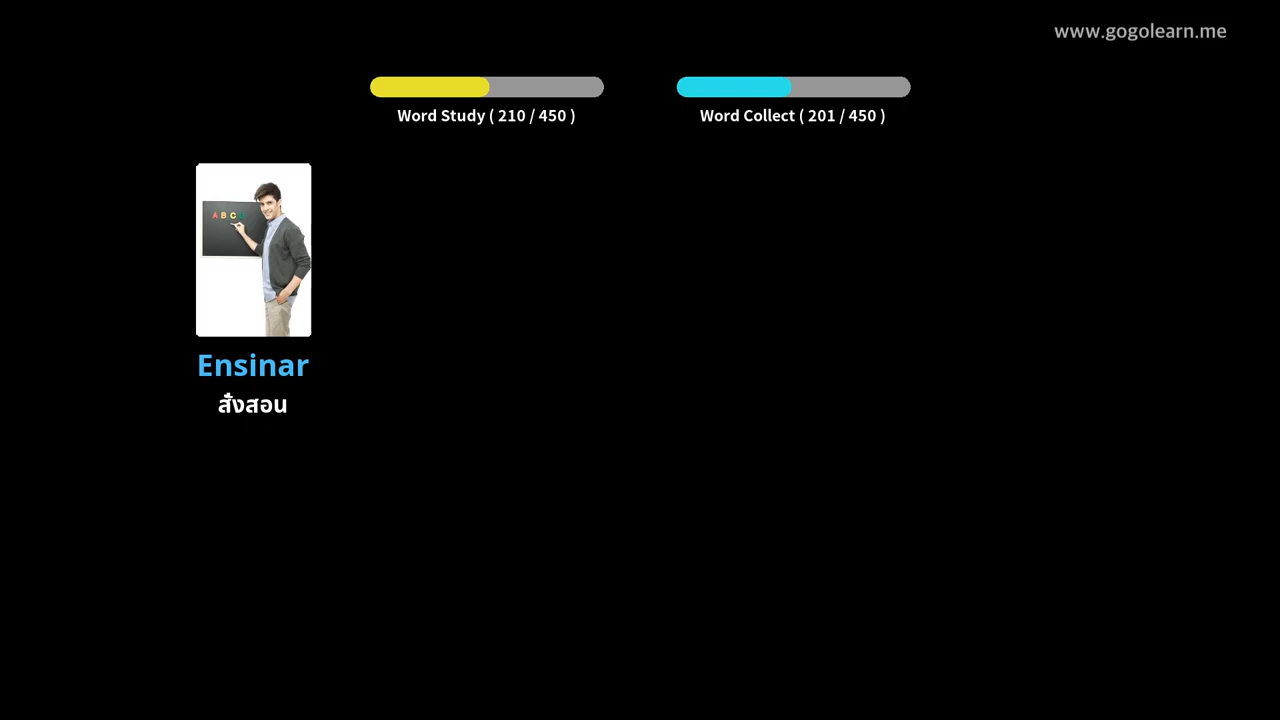 www.gogolearn.me
Word Study ( 210 / 450 )
Word Collect ( 201 / 450 )
A B C D
Ensinar
สั่งสอน